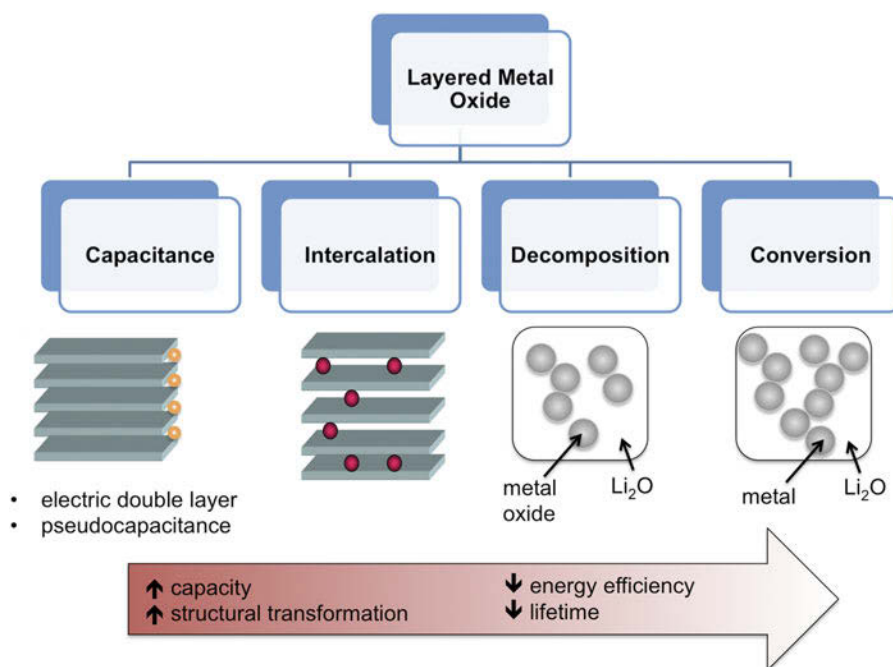 Layered Metal
Oxide
Capacitance
Intercalation
Decomposition
Conversion
• electric double layer
• pseudocapacitance
metal
oxide
Li₂O
metal
Li₂O
↑ capacity
↑ structural transformation
↓ energy efficiency
↓ lifetime